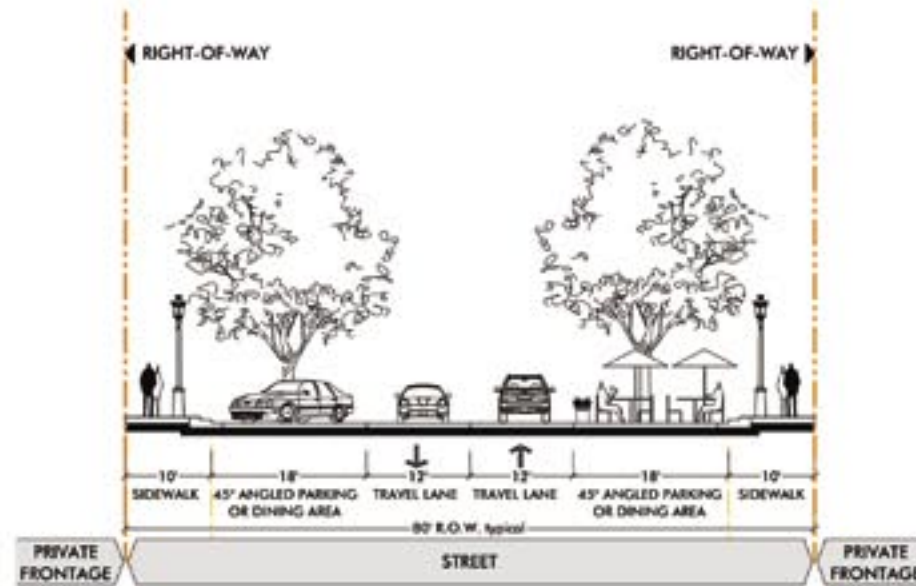 RIGHT-OF-WAY RIGHT-OF-WAY
10' 18' 12' 12' 18' 10'
SIDEWALK 45° ANGLED PARKING TRAVEL LANE TRAVEL LANE 45° ANGLED PARKING SIDEWALK
OR DINING AREA OR DINING AREA
80' R.O.W. typical
PRIVATE STREET PRIVATE
FRONTAGE FRONTAGE